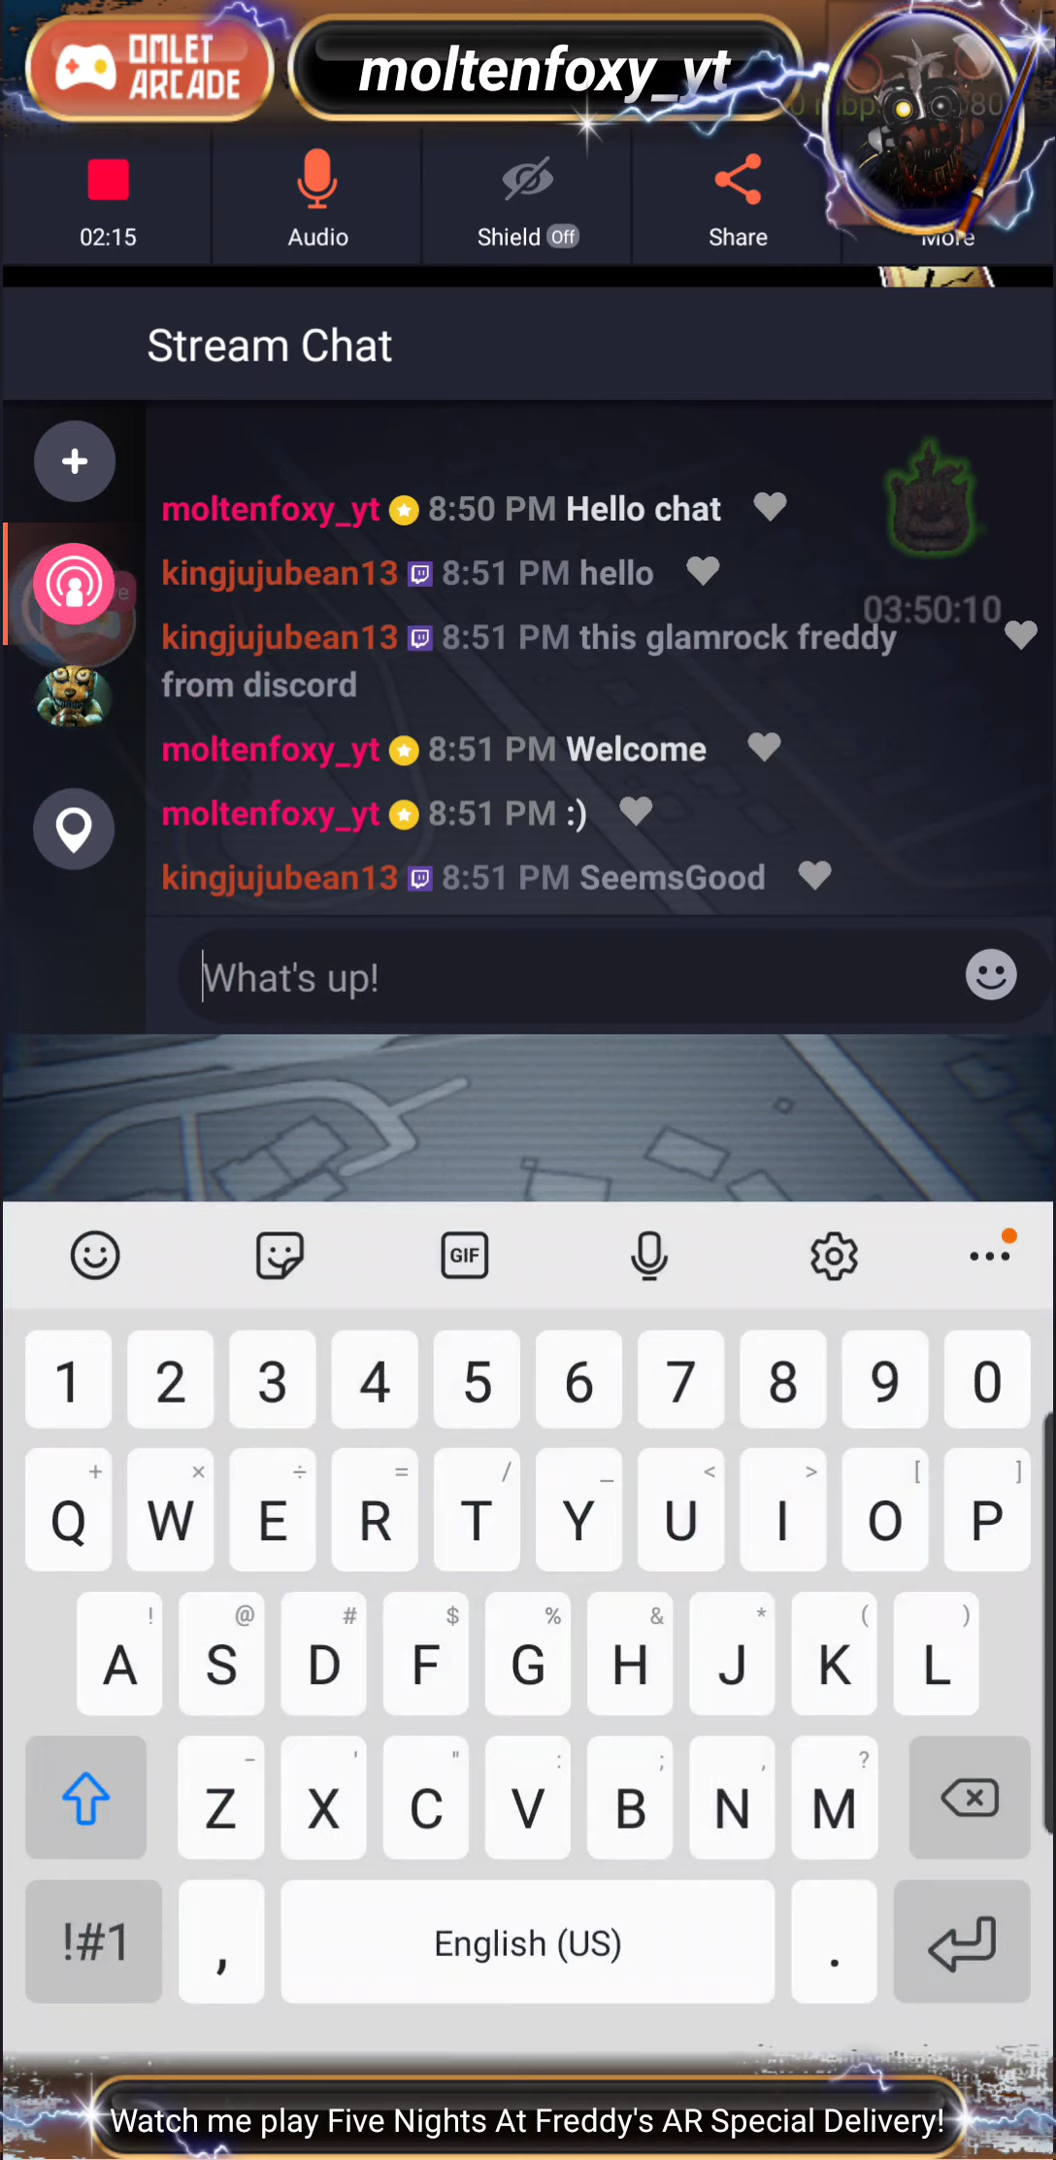 OMLET
ARCADE
moltenfoxy_yt
02:15
Audio
Shield Off
Share
More
Stream Chat
moltenfoxy_yt 8:50 PM Hello chat
kingjujubean13 8:51 PM hello
03:50:10
kingjujubean13 8:51 PM this glamrock freddy
from discord
moltenfoxy_yt 8:51 PM Welcome
moltenfoxy_yt 8:51 PM :)
kingjujubean13 8:51 PM SeemsGood
What's up!
GIF
1 2 3 4 5 6 7 8 9 0
+ × ÷ = / _ < > [ ]
Q W E R T Y U I O P
! @ # $ % & * ( )
A S D F G H J K L
- ' " : ; , ?
Z X C V B N M
!#1 , English (US) .
Watch me play Five Nights At Freddy's AR Special Delivery!